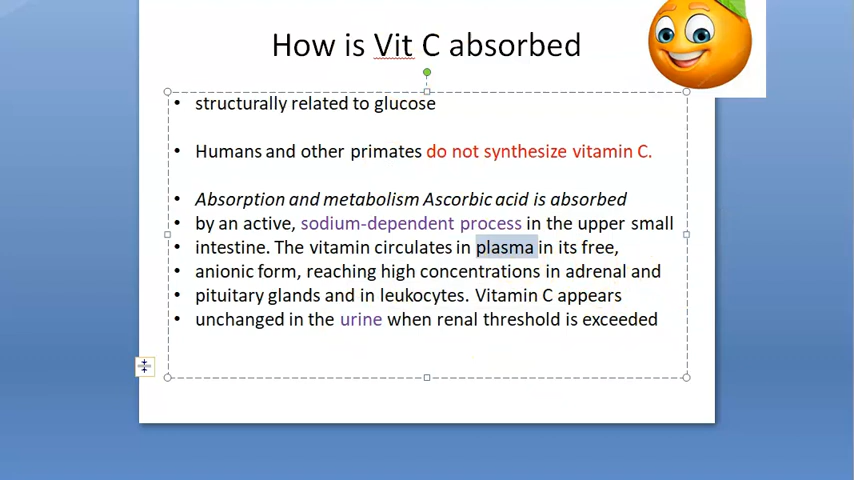 How is Vit C absorbed
• structurally related to glucose
• Humans and other primates do not synthesize vitamin C.
• Absorption and metabolism Ascorbic acid is absorbed
• by an active, sodium-dependent process in the upper small
• intestine. The vitamin circulates in plasma in its free,
• anionic form, reaching high concentrations in adrenal and
• pituitary glands and in leukocytes. Vitamin C appears
• unchanged in the urine when renal threshold is exceeded